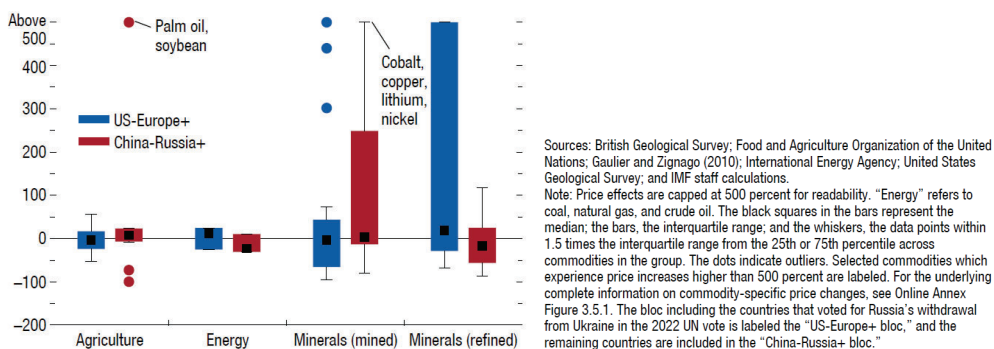 Above
500
400
300
200
100
0
–100
–200
Palm oil,
soybean
US-Europe+
China-Russia+
Cobalt,
copper,
lithium,
nickel
Agriculture
Energy
Minerals (mined)
Minerals (refined)
Sources: British Geological Survey; Food and Agriculture Organization of the United
Nations; Gaulier and Zignago (2010); International Energy Agency; United States
Geological Survey; and IMF staff calculations.
Note: Price effects are capped at 500 percent for readability. “Energy” refers to
coal, natural gas, and crude oil. The black squares in the bars represent the
median; the bars, the interquartile range; and the whiskers, the data points within
1.5 times the interquartile range from the 25th or 75th percentile across
commodities in the group. The dots indicate outliers. Selected commodities which
experience price increases higher than 500 percent are labeled. For the underlying
complete information on commodity-specific price changes, see Online Annex
Figure 3.5.1. The bloc including the countries that voted for Russia’s withdrawal
from Ukraine in the 2022 UN vote is labeled the “US-Europe+ bloc,” and the
remaining countries are included in the “China-Russia+ bloc.”